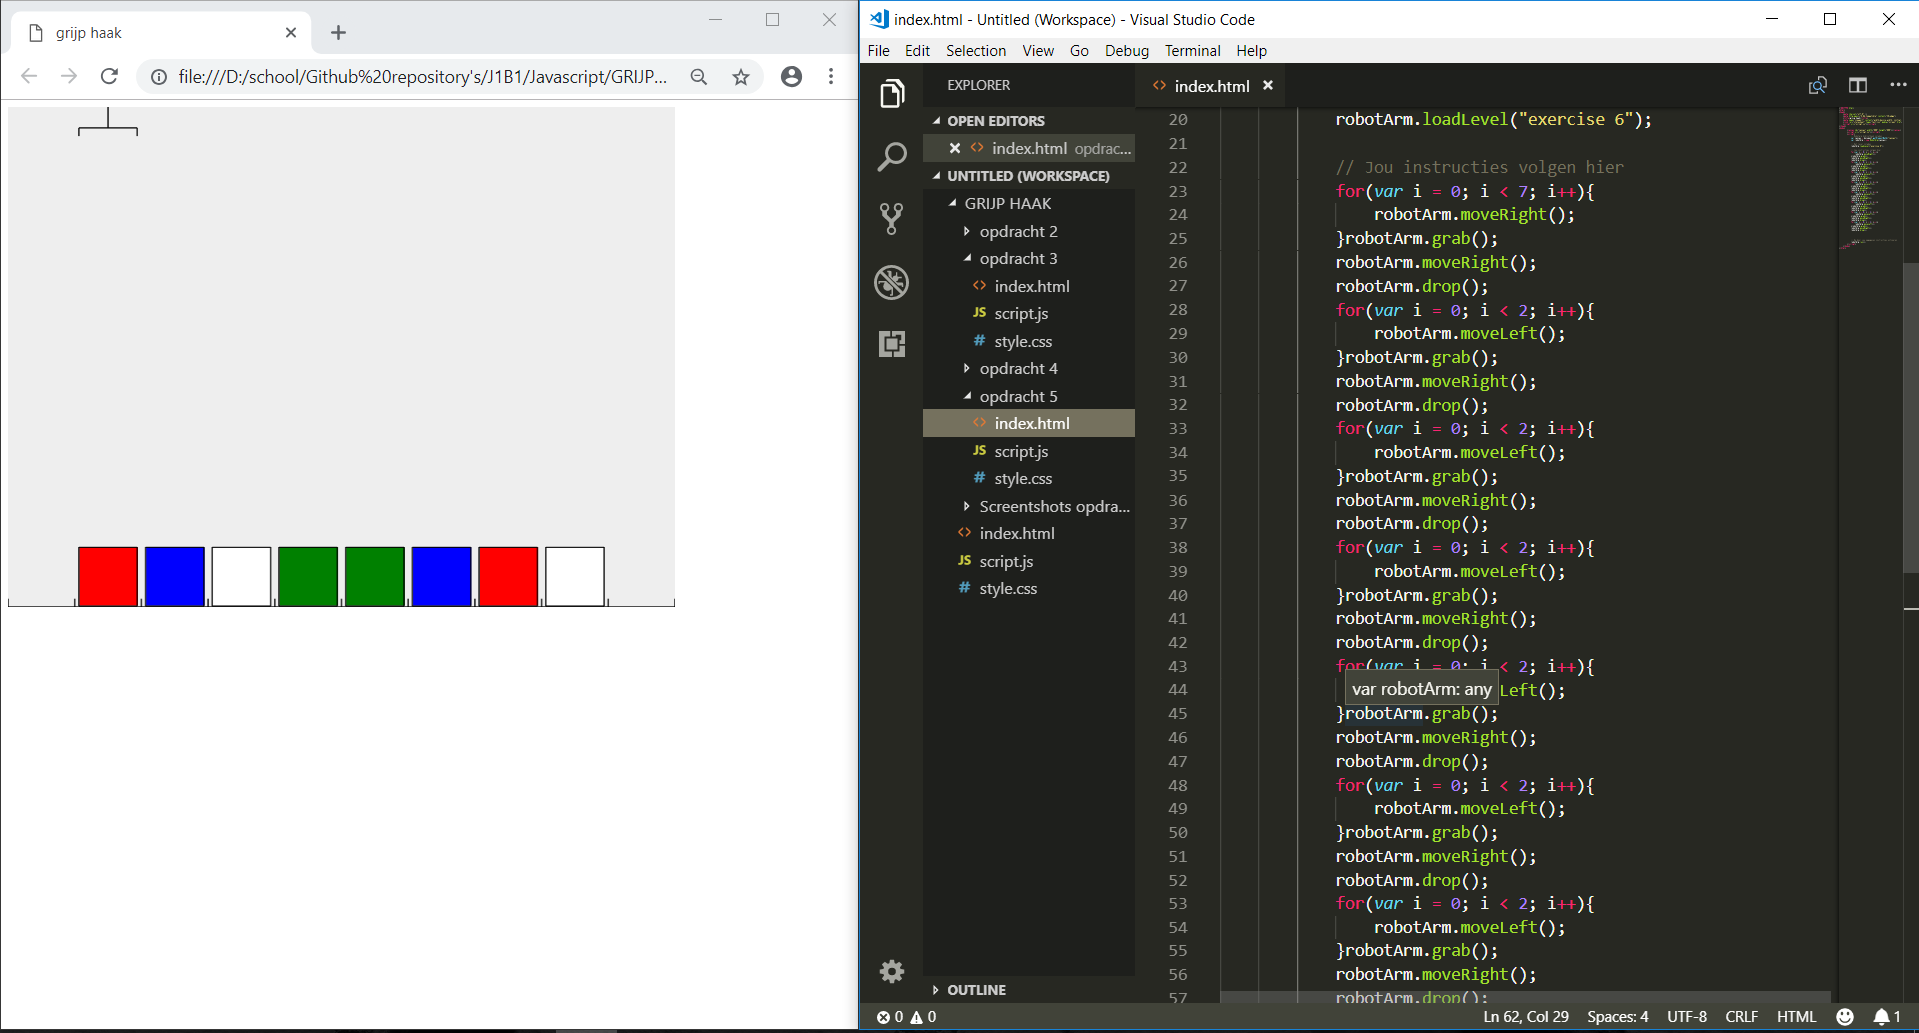 grijp haak
file:///D:/school/Github%20repository's/J1B1/Javascript/GRIJP...
index.html - Untitled (Workspace) - Visual Studio Code
File Edit Selection View Go Debug Terminal Help
EXPLORER
OPEN EDITORS
index.html opdrac...
UNTITLED (WORKSPACE)
GRIJP HAAK
opdracht 2
opdracht 3
index.html
JS script.js
# style.css
opdracht 4
opdracht 5
index.html
JS script.js
# style.css
Screentshots opdra...
index.html
JS script.js
# style.css
OUTLINE
index.html
20 robotArm.loadLevel("exercise 6");
21
22 // Jou instructies volgen hier
23 for(var i = 0; i < 7; i++){
24 robotArm.moveRight();
25 }robotArm.grab();
26 robotArm.moveRight();
27 robotArm.drop();
28 for(var i = 0; i < 2; i++){
29 robotArm.moveLeft();
30 }robotArm.grab();
31 robotArm.moveRight();
32 robotArm.drop();
33 for(var i = 0; i < 2; i++){
34 robotArm.moveLeft();
35 }robotArm.grab();
36 robotArm.moveRight();
37 robotArm.drop();
38 for(var i = 0; i < 2; i++){
39 robotArm.moveLeft();
40 }robotArm.grab();
41 robotArm.moveRight();
42 robotArm.drop();
43 for(var i = 0; i < 2; i++){
44 var robotArm: any Left();
45 }robotArm.grab();
46 robotArm.moveRight();
47 robotArm.drop();
48 for(var i = 0; i < 2; i++){
49 robotArm.moveLeft();
50 }robotArm.grab();
51 robotArm.moveRight();
52 robotArm.drop();
53 for(var i = 0; i < 2; i++){
54 robotArm.moveLeft();
55 }robotArm.grab();
56 robotArm.moveRight();
57 robotArm.drop();
0 0 Ln 62, Col 29 Spaces: 4 UTF-8 CRLF HTML 1